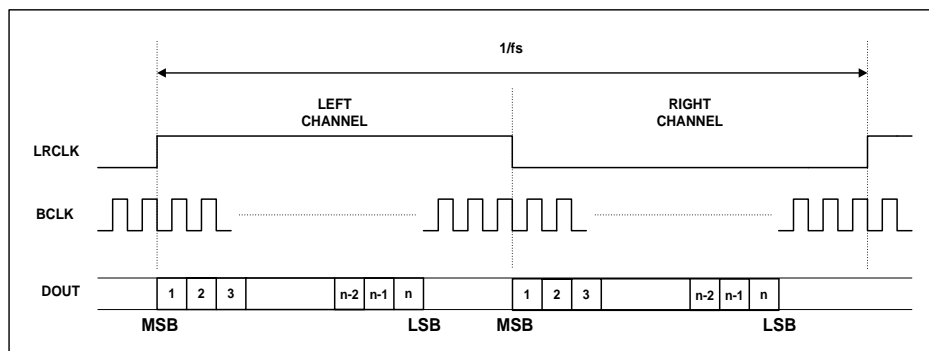 1/fs
LEFT
CHANNEL
RIGHT
CHANNEL
LRCLK
BCLK
DOUT
1 2 3 n-2 n-1 n 1 2 3 n-2 n-1 n
MSB LSB MSB LSB